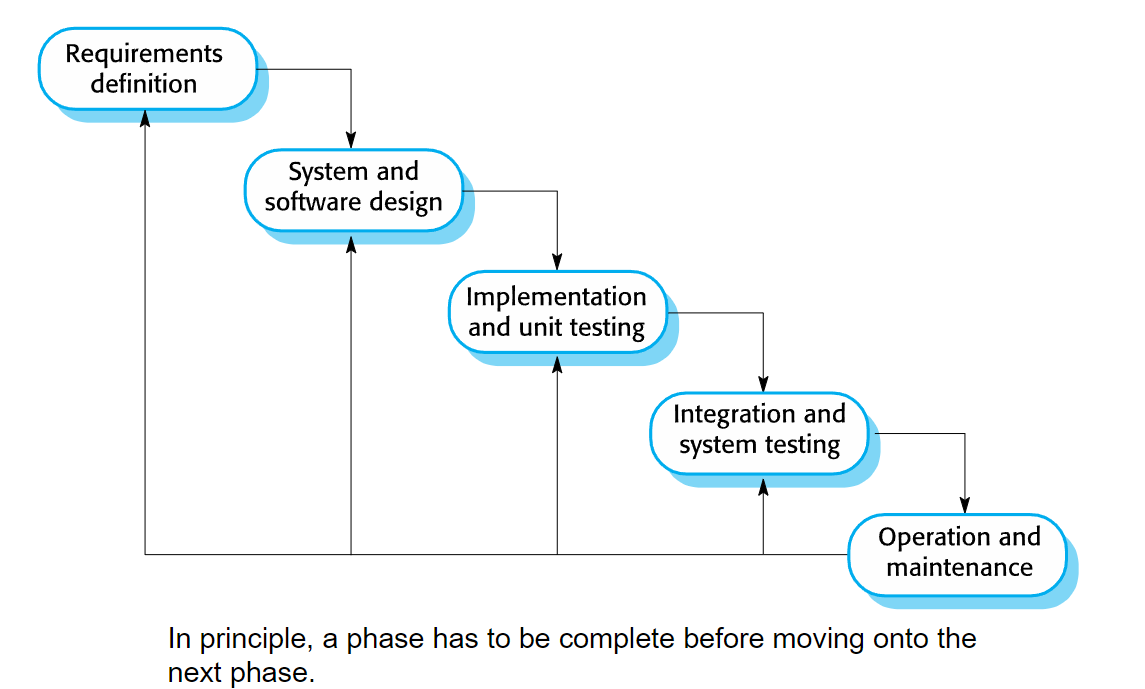 Requirements
definition
System and
software design
Implementation
and unit testing
Integration and
system testing
Operation and
maintenance
In principle, a phase has to be complete before moving onto the
next phase.